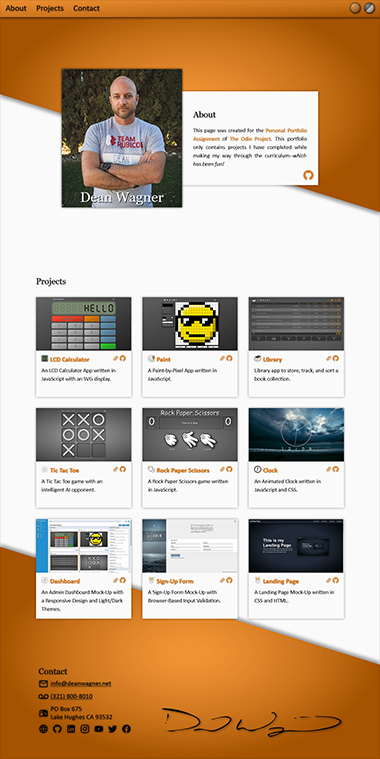 About Projects Contact
TEAM
RUBICON
DEAN
Dean Wagner
About
This page was created for the Personal Portfolio
Assignment of The Odin Project. This portfolio
only contains projects I have completed while
making my way through the curriculum—which
has been fun!
Projects
HELLO
LCD Calculator
An LCD Calculator App written in
JavaScript with an SVG display.
Paint
A Paint-by-Pixel App written in
JavaScript.
Library
Library app to store, track, and sort a
book collection.
XOX
XXO
O
Tic Tac Toe
A Tic Tac Toe game with an
intelligent AI opponent.
Rock Paper Scissors
0 0
Rock Paper Scissors
A Rock Paper Scissors game written
in JavaScript.
Clock
An Animated Clock written in
JavaScript and CSS.
Dashboard
An Admin Dashboard Mock-Up with
a Responsive Design and Light/Dark
Themes.
Sign-Up Form
A Sign-Up Form Mock-Up with
Browser-Based Input Validation.
This is my
Landing Page
Landing Page
A Landing Page Mock-Up written in
CSS and HTML.
Contact
info@deanwagner.net
(321) 800-8010
PO Box 675
Lake Hughes CA 93532